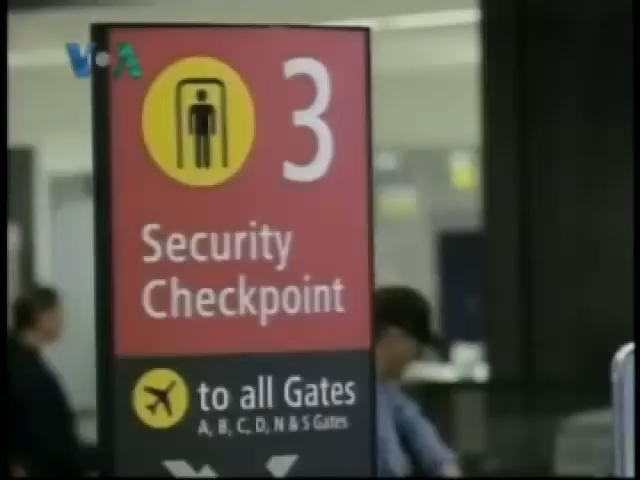 VOA
3
Security
Checkpoint
to all Gates
A, B, C, D, N & S Gates